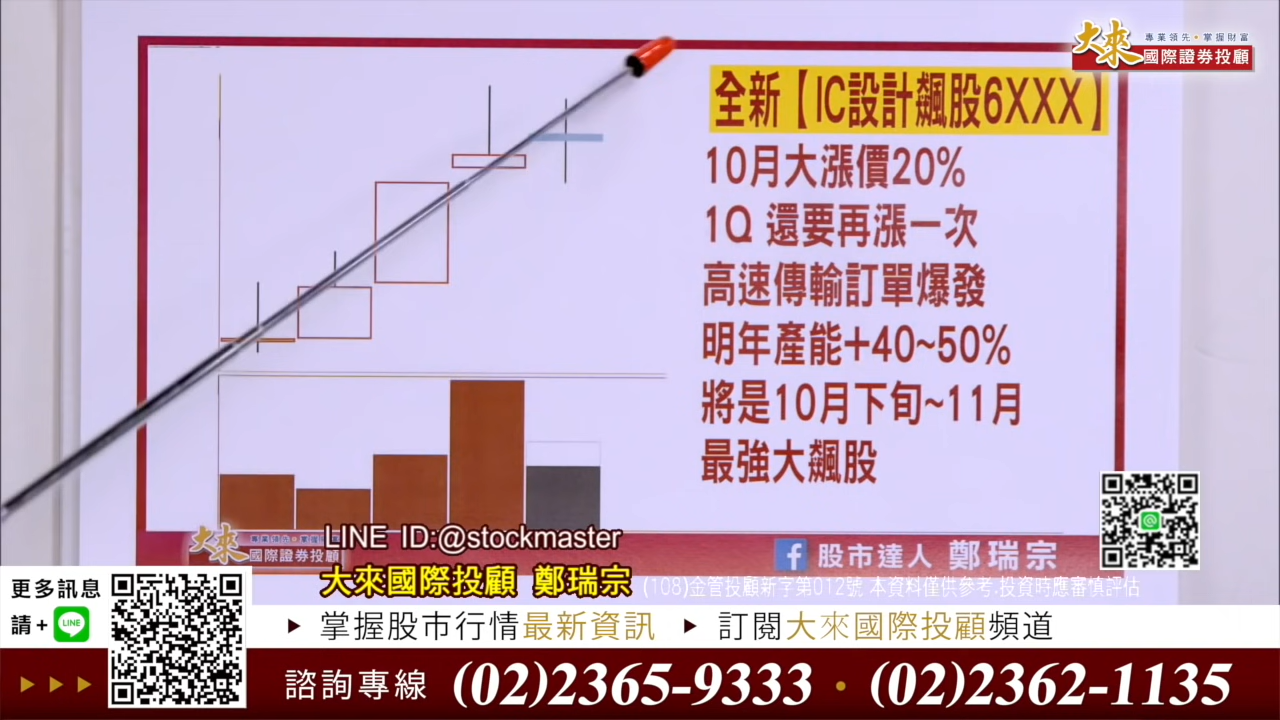 大來
專業領先•掌握財富
國際證券投顧
全新【IC設計飆股6XXX】
10月大漲價20%
1Q 還要再漲一次
高速傳輸訂單爆發
明年產能+40~50%
將是10月下旬~11月
最強大飆股
大來
國際證券投顧
股市達人 鄭瑞宗
LINE ID:@stockmaster
大來國際投顧 鄭瑞宗
(108)金管投顧新字第012號 本資料僅供參考.投資時應審慎評估
更多訊息
請+
LINE
掌握股市行情最新資訊
訂閱大來國際投顧頻道
諮詢專線 (02)2365-9333 • (02)2362-1135